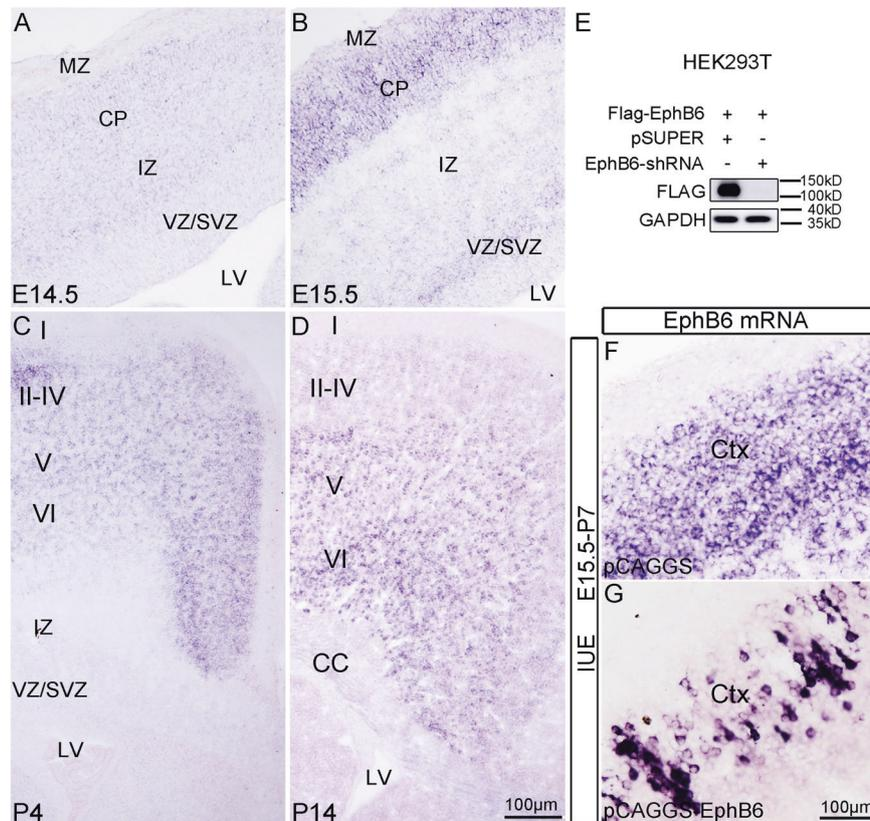 A
MZ
CP
IZ
VZ/SVZ
LV
E14.5
B
MZ
CP
IZ
VZ/SVZ
LV
E15.5
C I
II-IV
V
VI
IZ
VZ/SVZ
LV
P4
D I
II-IV
V
VI
CC
LV
P14
100μm
E
HEK293T
Flag-EphB6 + +
pSUPER + -
EphB6-shRNA - +
FLAG
150kD
100kD
GAPDH
40kD
35kD
EphB6 mRNA
IUE E15.5-P7
F
Ctx
pCAGGS
G
Ctx
pCAGGS-EphB6
100μm